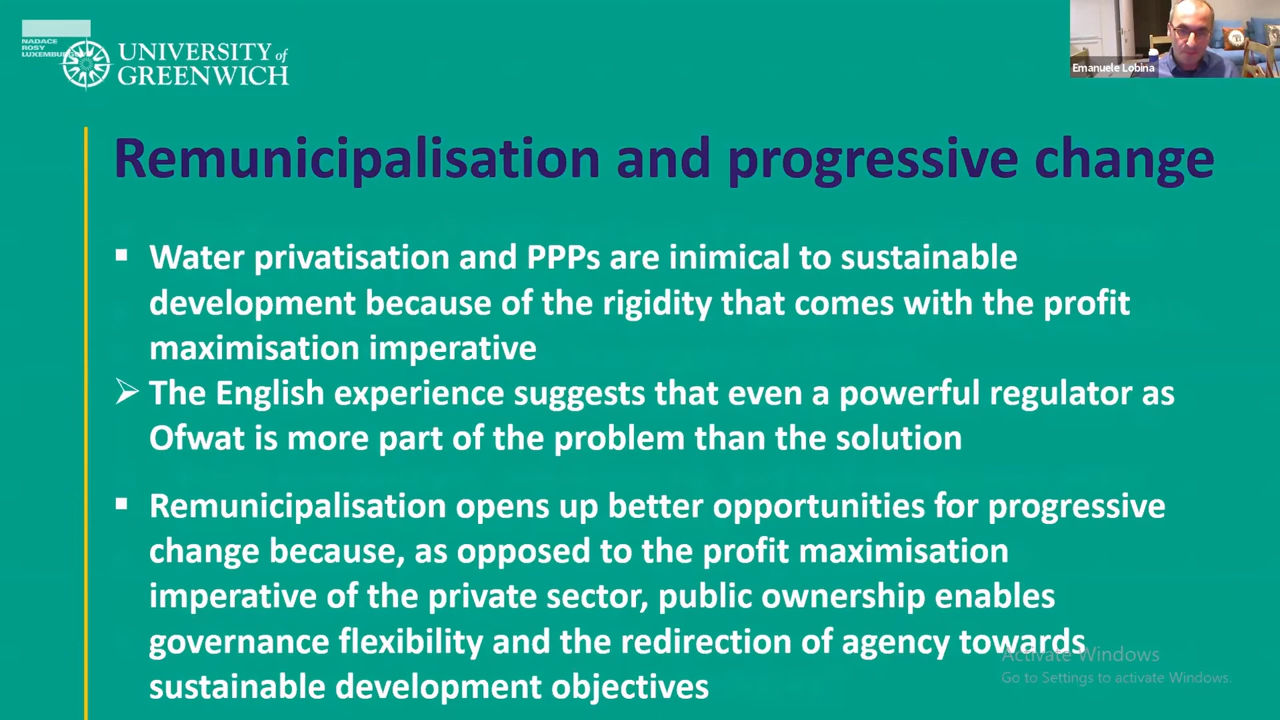 NADACE
ROSY
LUXEMBURG
UNIVERSITY of
GREENWICH
Emanuele Lobina
Remunicipalisation and progressive change
▪ Water privatisation and PPPs are inimical to sustainable
development because of the rigidity that comes with the profit
maximisation imperative
➢ The English experience suggests that even a powerful regulator as
Ofwat is more part of the problem than the solution
▪ Remunicipalisation opens up better opportunities for progressive
change because, as opposed to the profit maximisation
imperative of the private sector, public ownership enables
governance flexibility and the redirection of agency towards
sustainable development objectives
Activate Windows
Go to Settings to activate Windows.